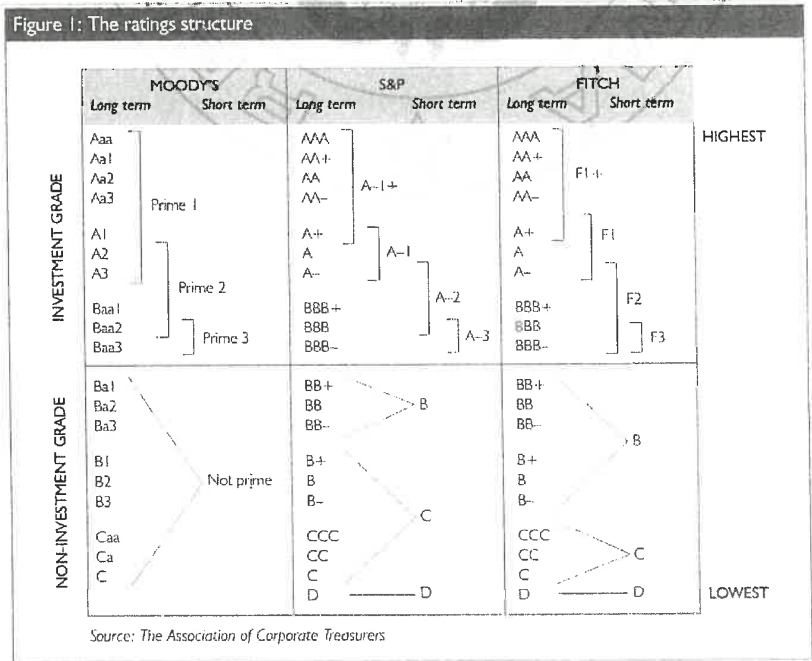 Figure 1: The ratings structure
MOODY'S S&P FITCH
Long term Short term Long term Short term Long term Short term
HIGHEST
INVESTMENT GRADE
Aaa AAA AAA
Aa1 AA+ AA+
Aa2 AA AA
Aa3 AA– AA–
Prime 1 A–1+ F1+
A1 A+ A+
A2 A A
A3 A– A–
A–1 F1
Prime 2 A–2 F2
Baa1 BBB+ BBB+
Baa2 BBB BBB
Baa3 BBB– BBB–
Prime 3 A–3 F3
NON-INVESTMENT GRADE
Ba1 BB+ BB+
Ba2 BB BB
Ba3 BB– BB–
B B
B1 B+ B+
B2 B B
B3 B– B–
Not prime C
Caa CCC CCC
Ca CC CC
C C C
C
D D D D
LOWEST
Source: The Association of Corporate Treasurers